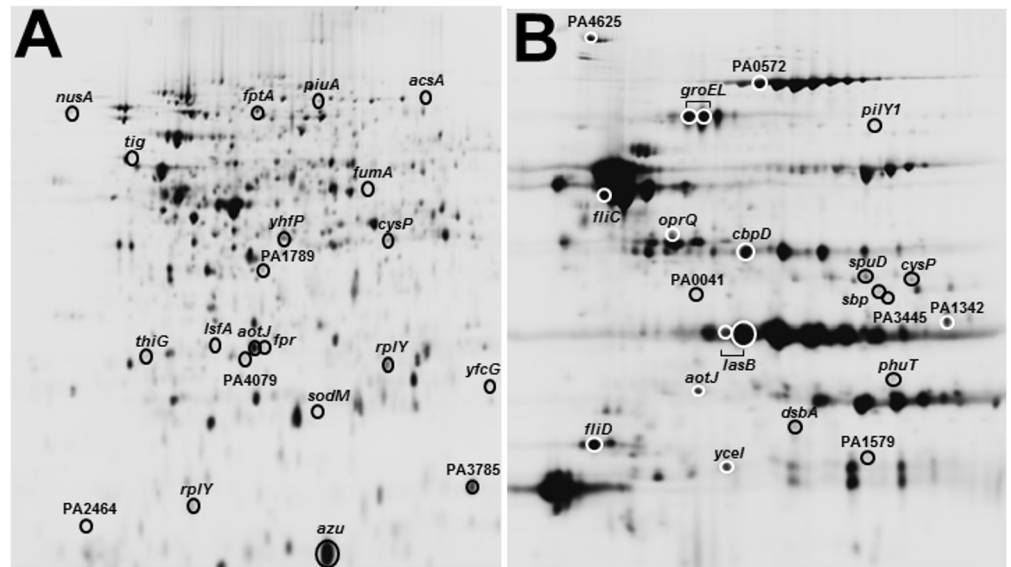 A
nusA
fptA
piuA
acsA
tig
fumA
yhfP
cysP
PA1789
thiG
lsfA
aotJ
fpr
PA4079
rplY
yfcG
sodM
PA3785
rplY
PA2464
azu
B
PA4625
PA0572
groEL
pilY1
fliC
oprQ
cbpD
spuD
cysP
PA0041
sbp
PA3445
PA1342
lasB
phuT
aotJ
dsbA
fliD
PA1579
yceI